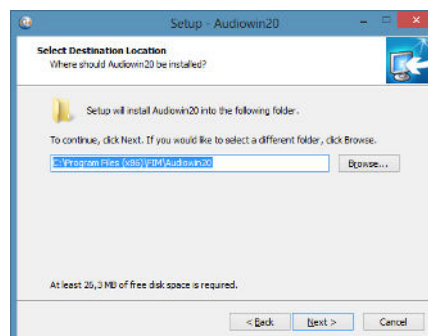 Setup - Audiowin20
Select Destination Location
Where should Audiowin20 be installed?
Setup will install Audiowin20 into the following folder.
To continue, click Next. If you would like to select a different folder, click Browse.
C:\Program Files (x86)\FIM\Audiowin20
Browse...
At least 26,3 MB of free disk space is required.
< Back
Next >
Cancel